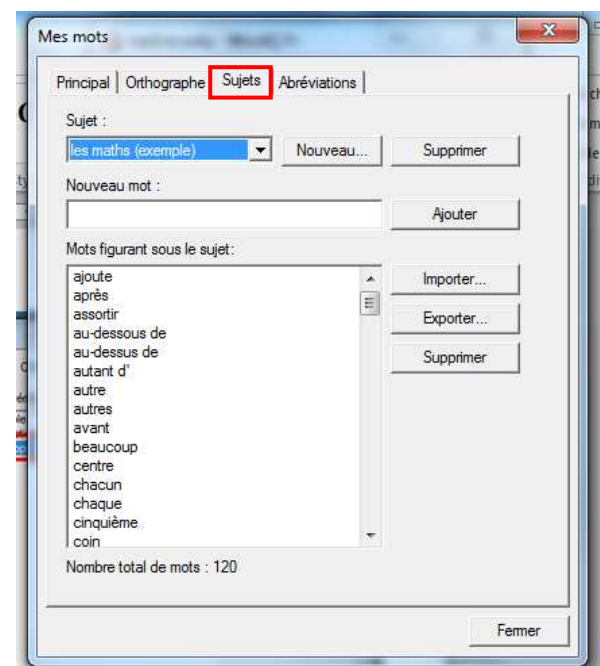 Mes mots
Principal Orthographe Sujets Abréviations
Sujet :
les maths (exemple) Nouveau... Supprimer
Nouveau mot :
Ajouter
Mots figurant sous le sujet:
ajoute
après
assortir
au-dessous de
au-dessus de
autant d'
autre
autres
avant
beaucoup
centre
chacun
chaque
cinquième
coin
Importer...
Exporter...
Supprimer
Nombre total de mots : 120
Fermer